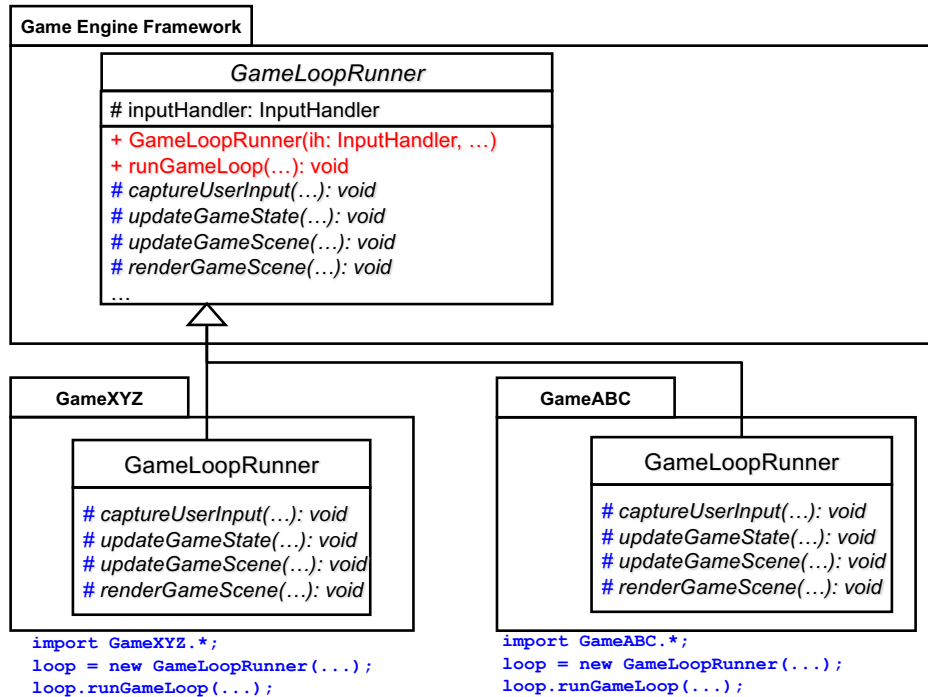 Game Engine Framework
GameLoopRunner
# inputHandler: InputHandler
+ GameLoopRunner(ih: InputHandler, …)
+ runGameLoop(…): void
# captureUserInput(…): void
# updateGameState(…): void
# updateGameScene(…): void
# renderGameScene(…): void
…
GameXYZ
GameLoopRunner
# captureUserInput(…): void
# updateGameState(…): void
# updateGameScene(…): void
# renderGameScene(…): void
import GameXYZ.*;
loop = new GameLoopRunner(...);
loop.runGameLoop(...);
GameABC
GameLoopRunner
# captureUserInput(…): void
# updateGameState(…): void
# updateGameScene(…): void
# renderGameScene(…): void
import GameABC.*;
loop = new GameLoopRunner(...);
loop.runGameLoop(...);